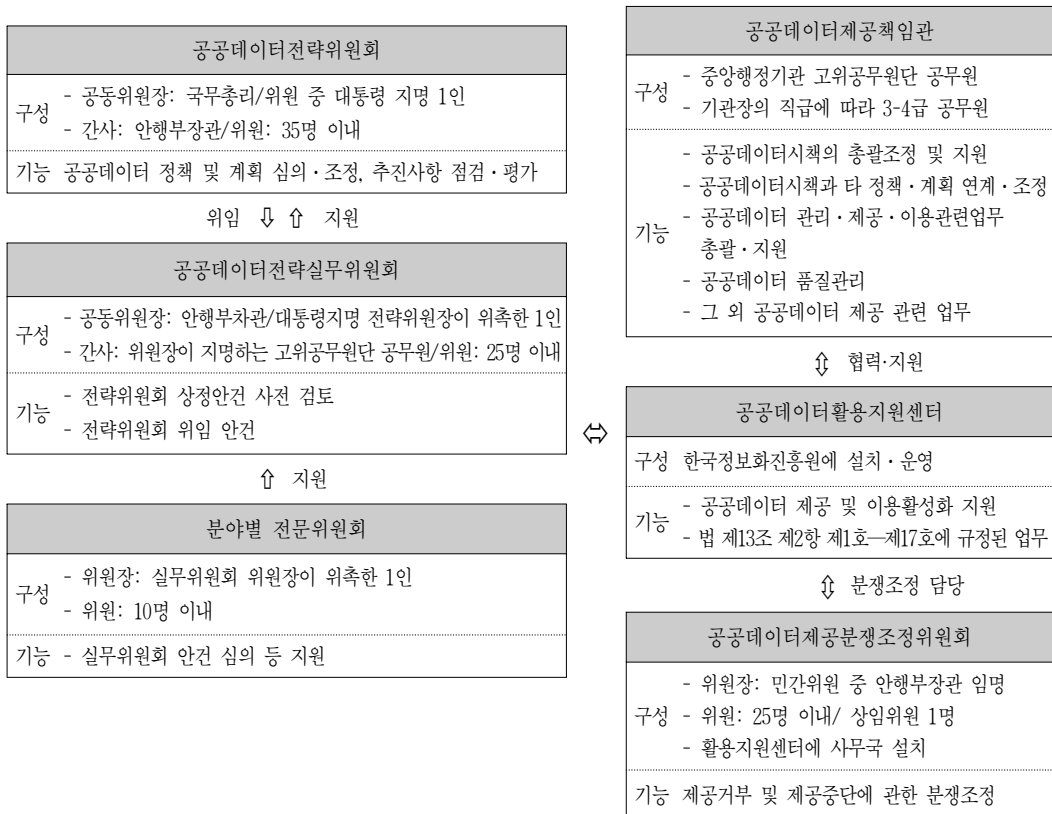 공공데이터전략위원회
구성
- 공동위원장: 국무총리/위원 중 대통령 지명 1인
- 간사: 안행부장관/위원: 35명 이내
기능 공공데이터 정책 및 계획 심의·조정, 추진사항 점검·평가
위임 ⇩ ⇧ 지원
공공데이터전략실무위원회
구성
- 공동위원장: 안행부차관/대통령지명 전략위원장이 위촉한 1인
- 간사: 위원장이 지명하는 고위공무원단 공무원/위원: 25명 이내
기능
- 전략위원회 상정안건 사전 검토
- 전략위원회 위임 안건
⇧ 지원
분야별 전문위원회
구성
- 위원장: 실무위원회 위원장이 위촉한 1인
- 위원: 10명 이내
기능 - 실무위원회 안건 심의 등 지원
⇔
공공데이터제공책임관
구성
- 중앙행정기관 고위공무원단 공무원
- 기관장의 직급에 따라 3-4급 공무원
기능
- 공공데이터시책의 총괄조정 및 지원
- 공공데이터시책과 타 정책·계획 연계·조정
- 공공데이터 관리·제공·이용관련업무
총괄·지원
- 공공데이터 품질관리
- 그 외 공공데이터 제공 관련 업무
⇕ 협력·지원
공공데이터활용지원센터
구성 한국정보화진흥원에 설치·운영
기능
- 공공데이터 제공 및 이용활성화 지원
- 법 제13조 제2항 제1호―제17호에 규정된 업무
⇕ 분쟁조정 담당
공공데이터제공분쟁조정위원회
구성
- 위원장: 민간위원 중 안행부장관 임명
- 위원: 25명 이내/ 상임위원 1명
- 활용지원센터에 사무국 설치
기능 제공거부 및 제공중단에 관한 분쟁조정